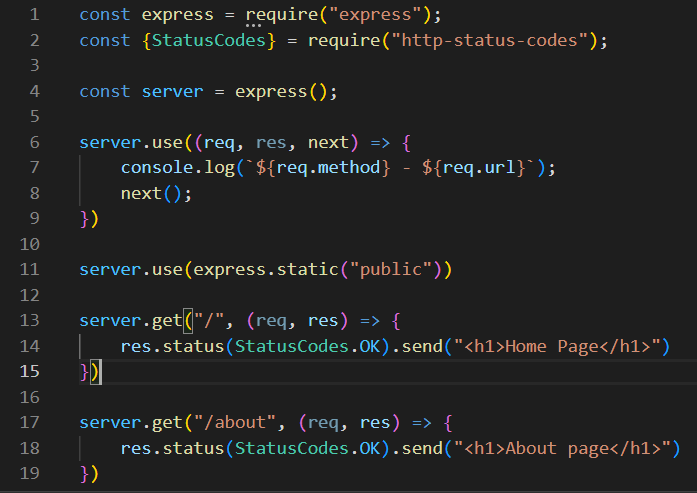 1 const express = require("express");
2 const {StatusCodes} = require("http-status-codes");
3
4 const server = express();
5
6 server.use((req, res, next) => {
7     console.log(`${req.method} - ${req.url}`);
8     next();
9 })
10
11 server.use(express.static("public"))
12
13 server.get("/", (req, res) => {
14     res.status(StatusCodes.OK).send("<h1>Home Page</h1>")
15 })
16
17 server.get("/about", (req, res) => {
18     res.status(StatusCodes.OK).send("<h1>About page</h1>")
19 })